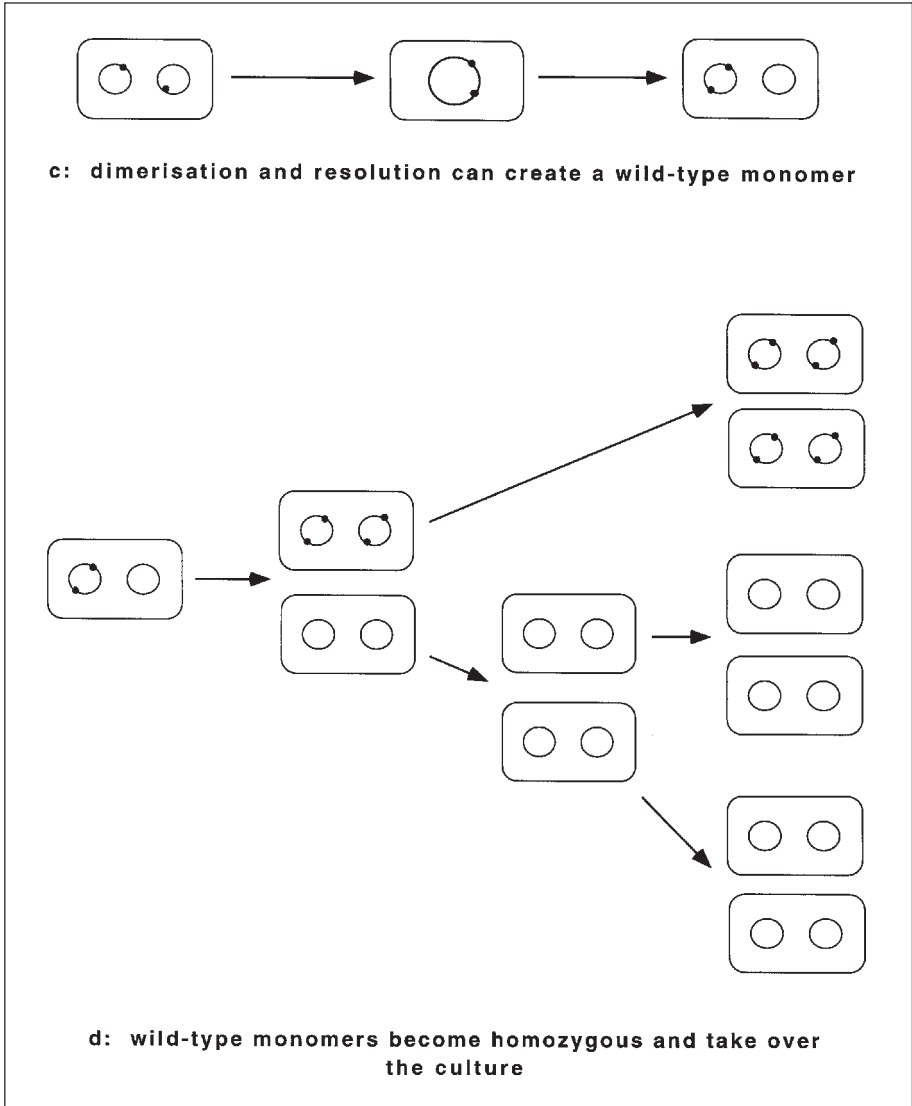 c: dimerisation and resolution can create a wild-type monomer
d: wild-type monomers become homozygous and take over
the culture